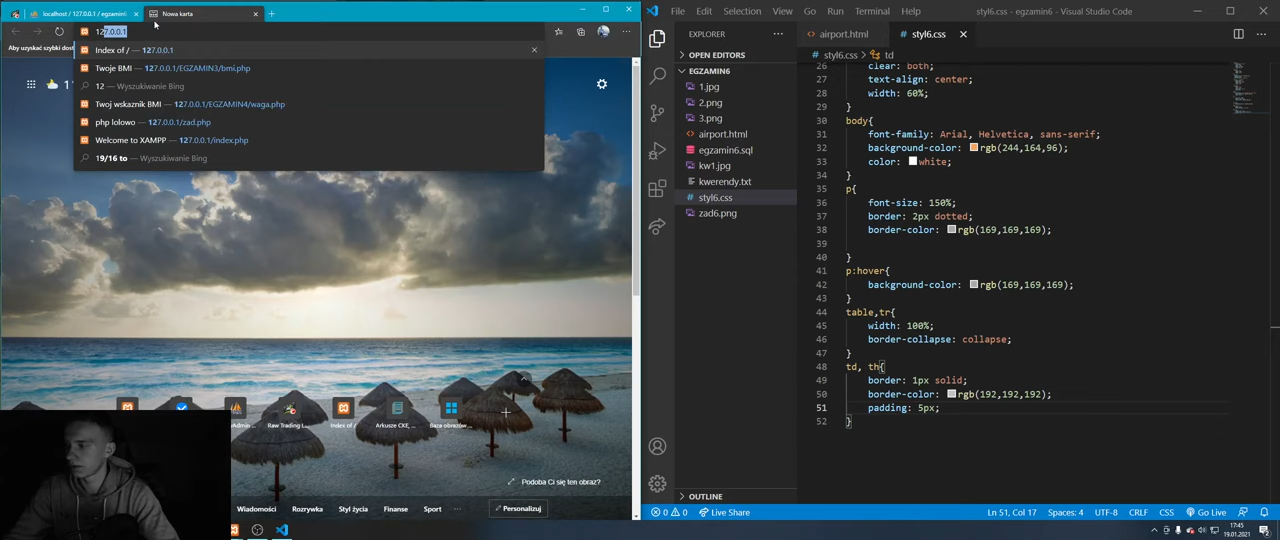 localhost / 127.0.0.1 / egzamin6
Nowa karta
127.0.0.1
Aby uzyskać szybki dos
Index of / — 127.0.0.1
Twoje BMI — 127.0.0.1/EGZAMIN3/bmi.php
12 — Wyszukiwanie Bing
Twoj wskaznik BMI — 127.0.0.1/EGZAMIN4/waga.php
php lolowo — 127.0.0.1/zad.php
Welcome to XAMPP — 127.0.0.1/index.php
19/16 to — Wyszukiwanie Bing
Raw Trading L...
Index of /
Arkusze CKE, ...
Baza obrazów...
Podoba Ci się ten obraz?
Wiadomości
Rozrywka
Styl życia
Finanse
Sport
Personalizuj
File
Edit
Selection
View
Go
Run
Terminal
Help
styl6.css - egzamin6 - Visual Studio Code
EXPLORER
OPEN EDITORS
EGZAMIN6
1.jpg
2.png
3.png
airport.html
egzamin6.sql
kw1.jpg
kwerendy.txt
styl6.css
zad6.png
OUTLINE
airport.html
styl6.css
styl6.css > td
26 clear: both;
27 text-align: center;
28 width: 60%;
29 }
30 body{
31 font-family: Arial, Helvetica, sans-serif;
32 background-color: rgb(244,164,96);
33 color: white;
34 }
35 p{
36 font-size: 150%;
37 border: 2px dotted;
38 border-color: rgb(169,169,169);
39
40 }
41 p:hover{
42 background-color: rgb(169,169,169);
43 }
44 table,tr{
45 width: 100%;
46 border-collapse: collapse;
47 }
48 td, th{
49 border: 1px solid;
50 border-color: rgb(192,192,192);
51 padding: 5px;
52 }
0 0
Live Share
Ln 51, Col 17
Spaces: 4
UTF-8
CRLF
CSS
Go Live
17:45
19.01.2021